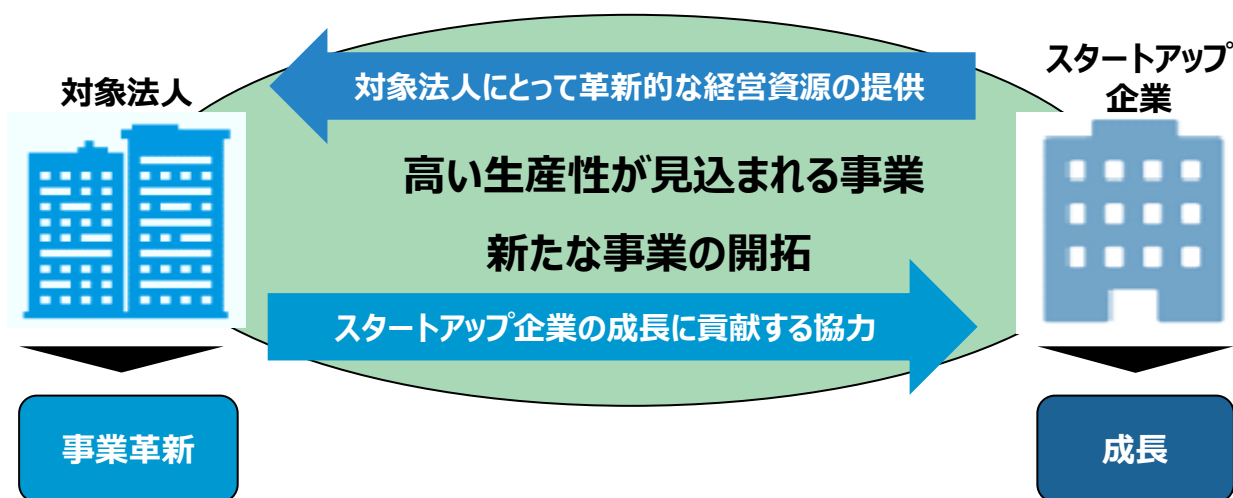 対象法人
スタートアップ
企業
対象法人にとって革新的な経営資源の提供
高い生産性が見込まれる事業
新たな事業の開拓
スタートアップ企業の成長に貢献する協力
事業革新
成長